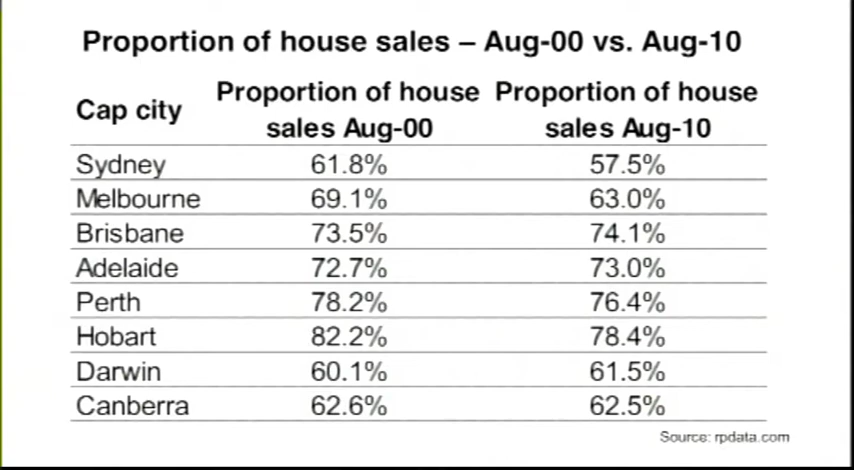 Proportion of house sales – Aug-00 vs. Aug-10
Cap city Proportion of house sales Aug-00 Proportion of house sales Aug-10
Sydney 61.8% 57.5%
Melbourne 69.1% 63.0%
Brisbane 73.5% 74.1%
Adelaide 72.7% 73.0%
Perth 78.2% 76.4%
Hobart 82.2% 78.4%
Darwin 60.1% 61.5%
Canberra 62.6% 62.5%
Source: rpdata.com